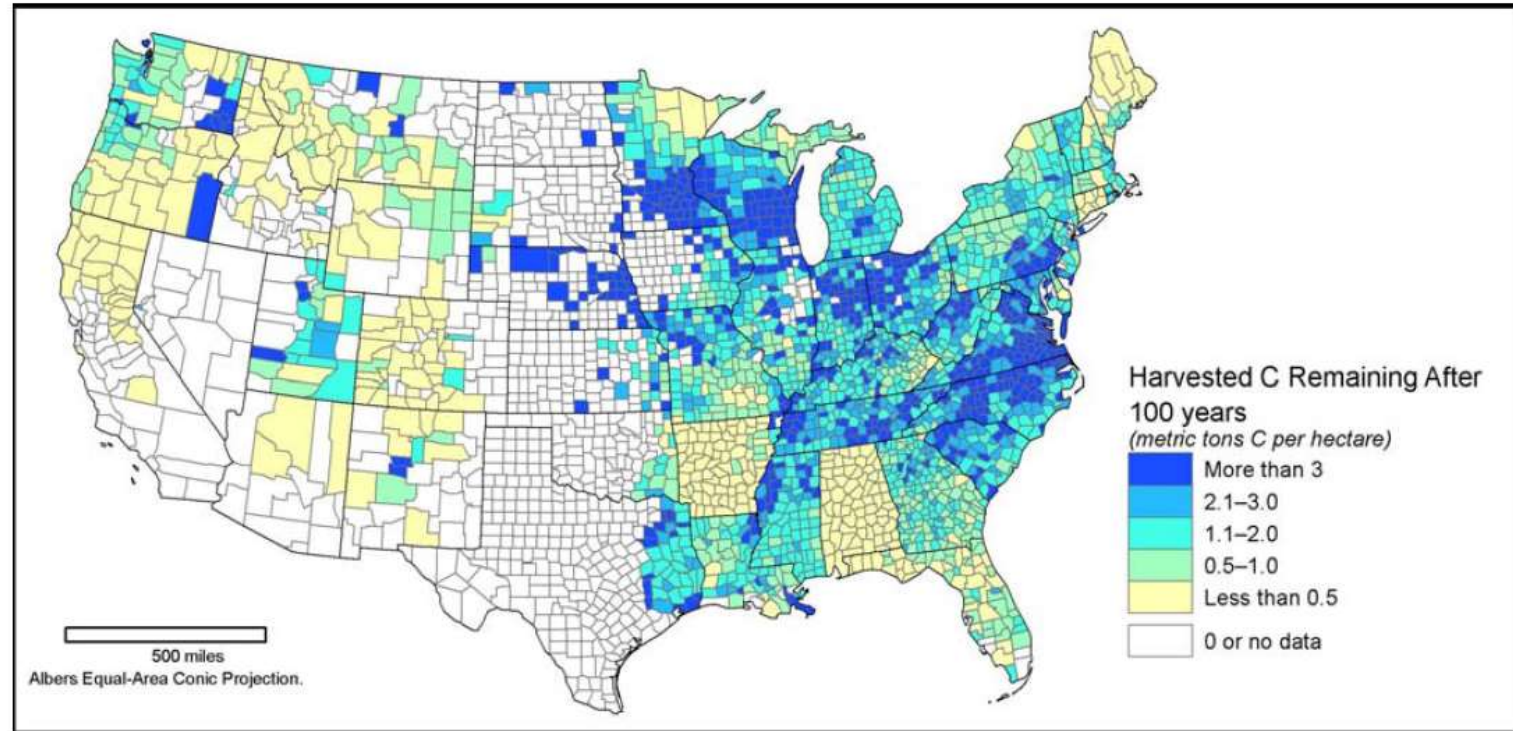 Harvested C Remaining After
100 years
(metric tons C per hectare)
More than 3
2.1–3.0
1.1–2.0
0.5–1.0
Less than 0.5
0 or no data
500 miles
Albers Equal-Area Conic Projection.